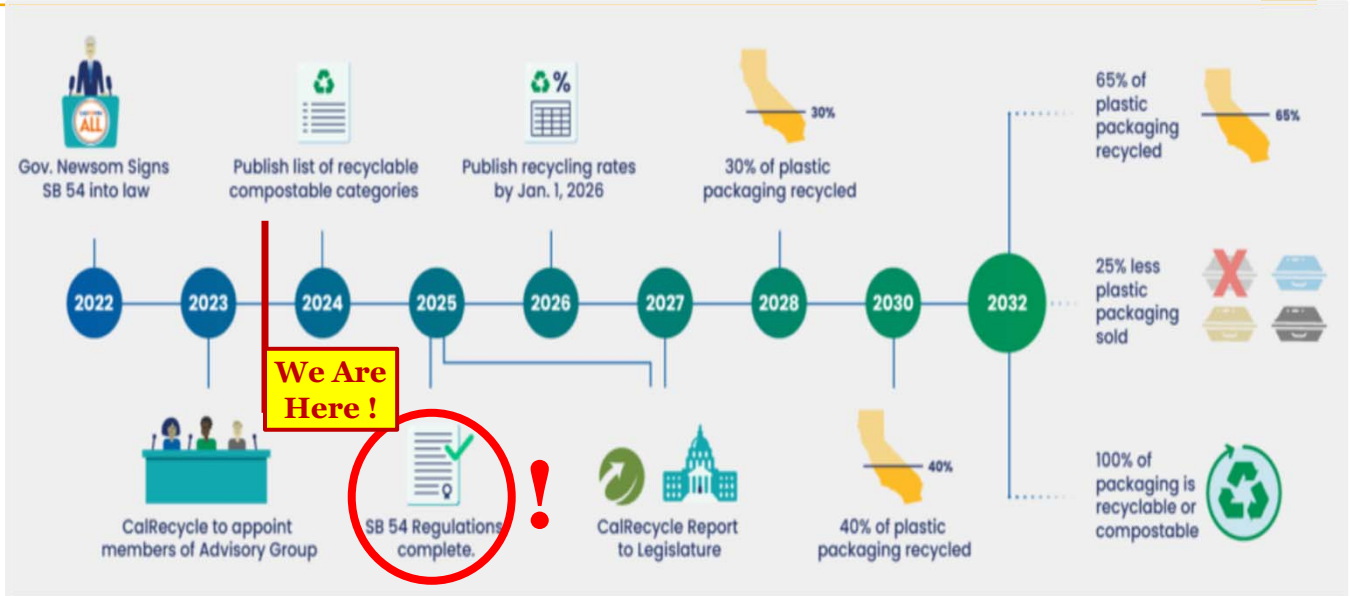 Gov. Newsom Signs
SB 54 into law
ALL
Publish list of recyclable
compostable categories
%
Publish recycling rates
by Jan. 1, 2026
30%
30% of plastic
packaging recycled
65% of
plastic
packaging
recycled
65%
2022
2023
2024
2025
2026
2027
2028
2030
2032
25% less
plastic
packaging
sold
We Are
Here !
CalRecycle to appoint
members of Advisory Group
SB 54 Regulations
complete.
!
CalRecycle Report
to Legislature
40%
40% of plastic
packaging recycled
100% of
packaging is
recyclable or
compostable